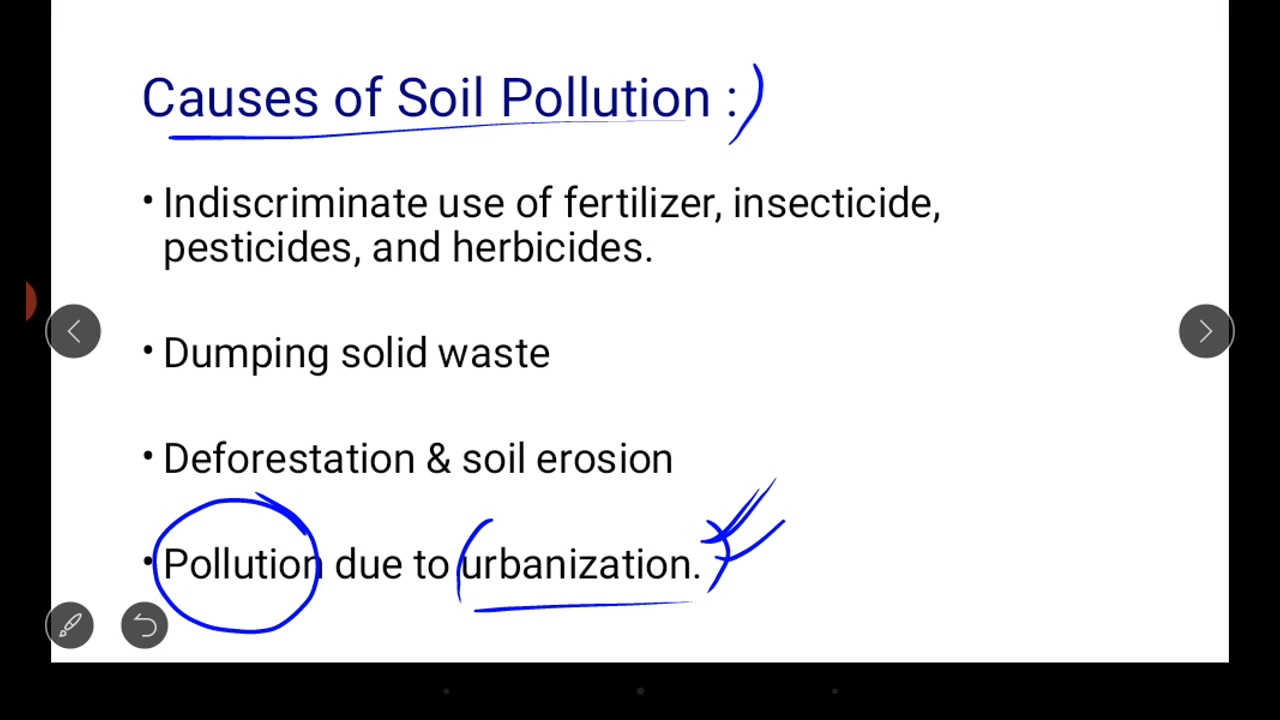 Causes of Soil Pollution :
• Indiscriminate use of fertilizer, insecticide,
pesticides, and herbicides.
• Dumping solid waste
• Deforestation & soil erosion
• Pollution due to urbanization.